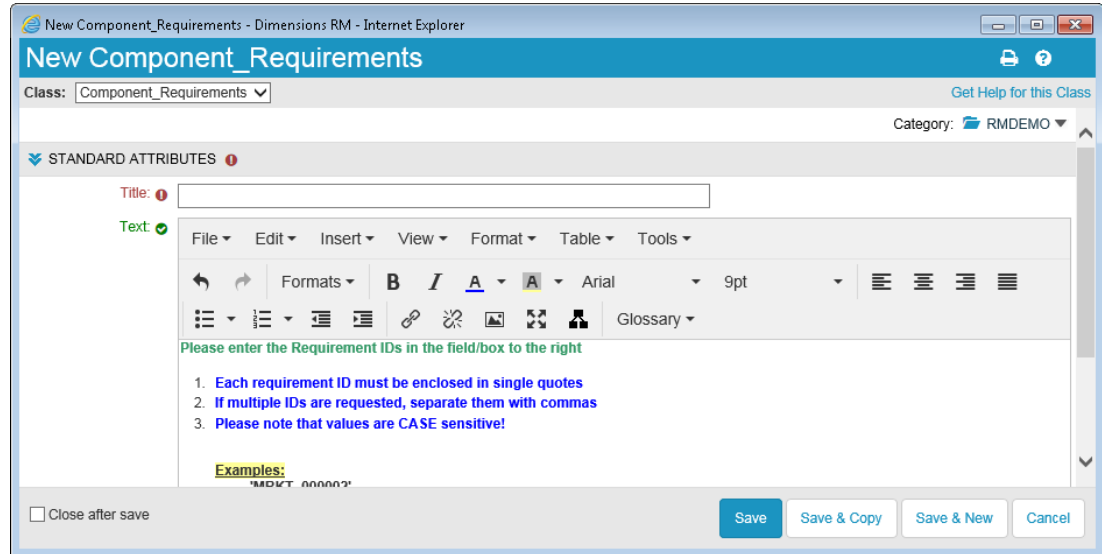 New Component_Requirements - Dimensions RM - Internet Explorer
New Component_Requirements
Class: Component_Requirements Get Help for this Class
Category: RMDEMO
STANDARD ATTRIBUTES
Title:
Text:
File Edit Insert View Format Table Tools
Formats B I A A Arial 9pt
Glossary
Please enter the Requirement IDs in the field/box to the right
1. Each requirement ID must be enclosed in single quotes
2. If multiple IDs are requested, separate them with commas
3. Please note that values are CASE sensitive!
Examples:
'MRKT_000002'
Close after save Save Save & Copy Save & New Cancel